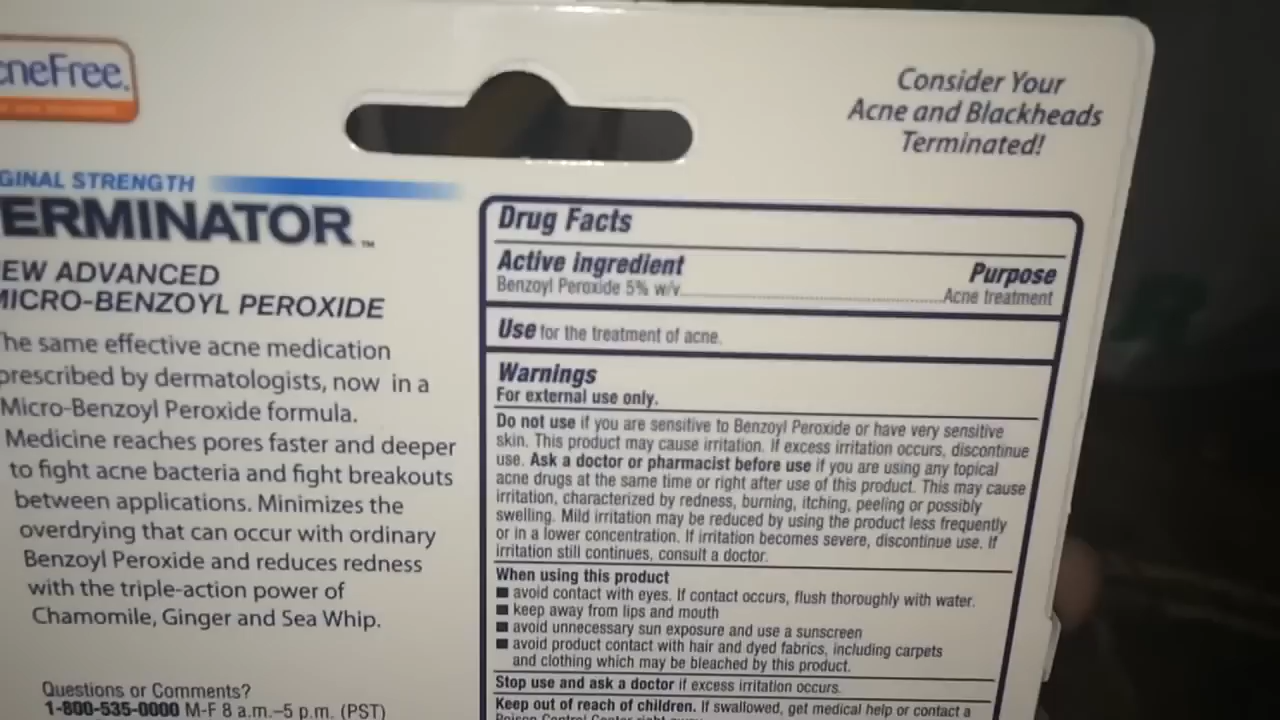 cneFree.
Consider Your
Acne and Blackheads
Terminated!
GINAL STRENGTH
ERMINATOR™
EW ADVANCED
MICRO-BENZOYL PEROXIDE
he same effective acne medication
prescribed by dermatologists, now in a
Micro-Benzoyl Peroxide formula.
Medicine reaches pores faster and deeper
to fight acne bacteria and fight breakouts
between applications. Minimizes the
overdrying that can occur with ordinary
Benzoyl Peroxide and reduces redness
with the triple-action power of
Chamomile, Ginger and Sea Whip.
Questions or Comments?
1-800-535-0000 M-F 8 a.m.–5 p.m. (PST)
Drug Facts
Active ingredient Purpose
Benzoyl Peroxide 5% w/v Acne treatment
Use for the treatment of acne.
Warnings
For external use only.
Do not use if you are sensitive to Benzoyl Peroxide or have very sensitive
skin. This product may cause irritation. If excess irritation occurs, discontinue
use. Ask a doctor or pharmacist before use if you are using any topical
acne drugs at the same time or right after use of this product. This may cause
irritation, characterized by redness, burning, itching, peeling or possibly
swelling. Mild irritation may be reduced by using the product less frequently
or in a lower concentration. If irritation becomes severe, discontinue use. If
irritation still continues, consult a doctor.
When using this product
■ avoid contact with eyes. If contact occurs, flush thoroughly with water.
■ keep away from lips and mouth
■ avoid unnecessary sun exposure and use a sunscreen
■ avoid product contact with hair and dyed fabrics, including carpets
and clothing which may be bleached by this product.
Stop use and ask a doctor if excess irritation occurs.
Keep out of reach of children. If swallowed, get medical help or contact a
Poison Control Center right away